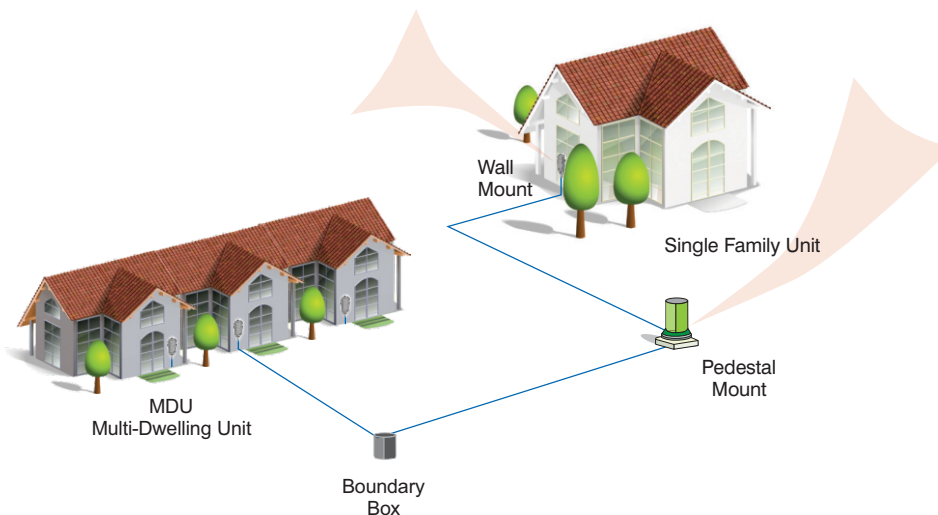 Wall
Mount
Single Family Unit
Pedestal
Mount
MDU
Multi-Dwelling Unit
Boundary
Box